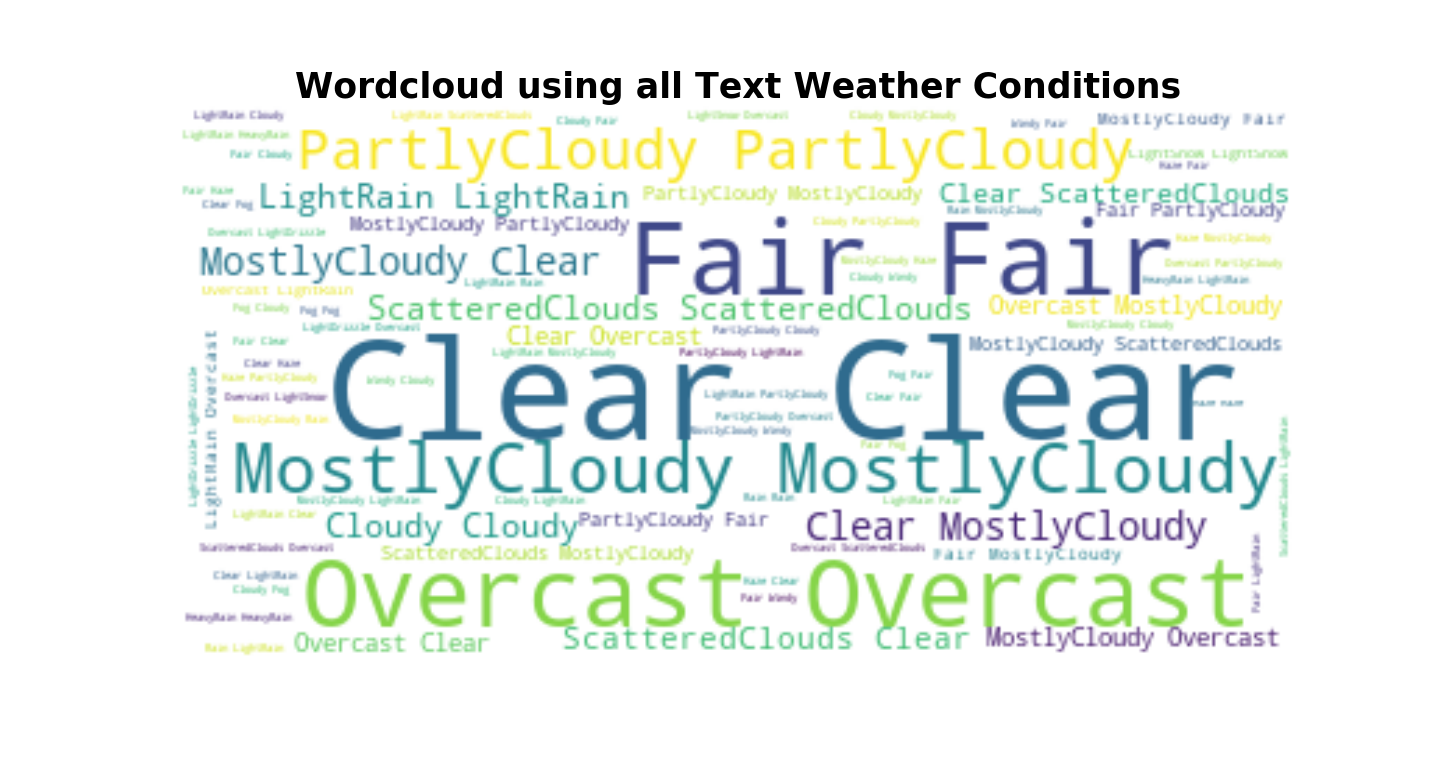 Wordcloud using all Text Weather Conditions
LightRain Cloudy
LightRain ScatteredClouds
Cloudy Fair
LightSnow Overcast
Cloudy MostlyCloudy
Windy Fair
MostlyCloudy Fair
LightRain HeavyRain
PartlyCloudy PartlyCloudy
Fair Cloudy
LightSnow LightSnow
Haze Fair
Fair Haze
Clear Fog
LightRain LightRain
PartlyCloudy MostlyCloudy
Clear ScatteredClouds
Rain MostlyCloudy
Fair PartlyCloudy
MostlyCloudy PartlyCloudy
Cloudy PartlyCloudy
Overcast LightDrizzle
Fair Fair
Haze MostlyCloudy
MostlyCloudy Clear
MostlyCloudy Haze
Overcast PartlyCloudy
Cloudy Windy
HeavyRain LightRain
LightRain Rain
Overcast LightRain
Fog Cloudy
Fog Fog
ScatteredClouds ScatteredClouds
Overcast MostlyCloudy
LightDrizzle Overcast
Clear Overcast
PartlyCloudy Cloudy
MostlyCloudy Cloudy
Fair Clear
LightRain MostlyCloudy
PartlyCloudy LightRain
MostlyCloudy ScatteredClouds
Clear Haze
Haze PartlyCloudy
Windy Cloudy
Clear Clear
Fog Fair
Overcast LightSnow
LightRain PartlyCloudy
Clear Fair
Haze Haze
MostlyCloudy Rain
PartlyCloudy Overcast
MostlyCloudy Windy
LightDrizzle LightDrizzle
LightRain Overcast
Fair Fog
MostlyCloudy MostlyCloudy
ScatteredClouds LightRain
MostlyCloudy LightRain
Cloudy LightRain
Rain Rain
LightRain Fair
LightRain Clear
Cloudy Cloudy
PartlyCloudy Fair
Clear MostlyCloudy
ScatteredClouds Overcast
ScatteredClouds MostlyCloudy
Overcast ScatteredClouds
Fair MostlyCloudy
Fair LightRain
Clear LightRain
Cloudy Fog
Overcast Overcast
Haze Clear
Fair Windy
HeavyRain HeavyRain
Rain LightRain
Overcast Clear
ScatteredClouds Clear
MostlyCloudy Overcast